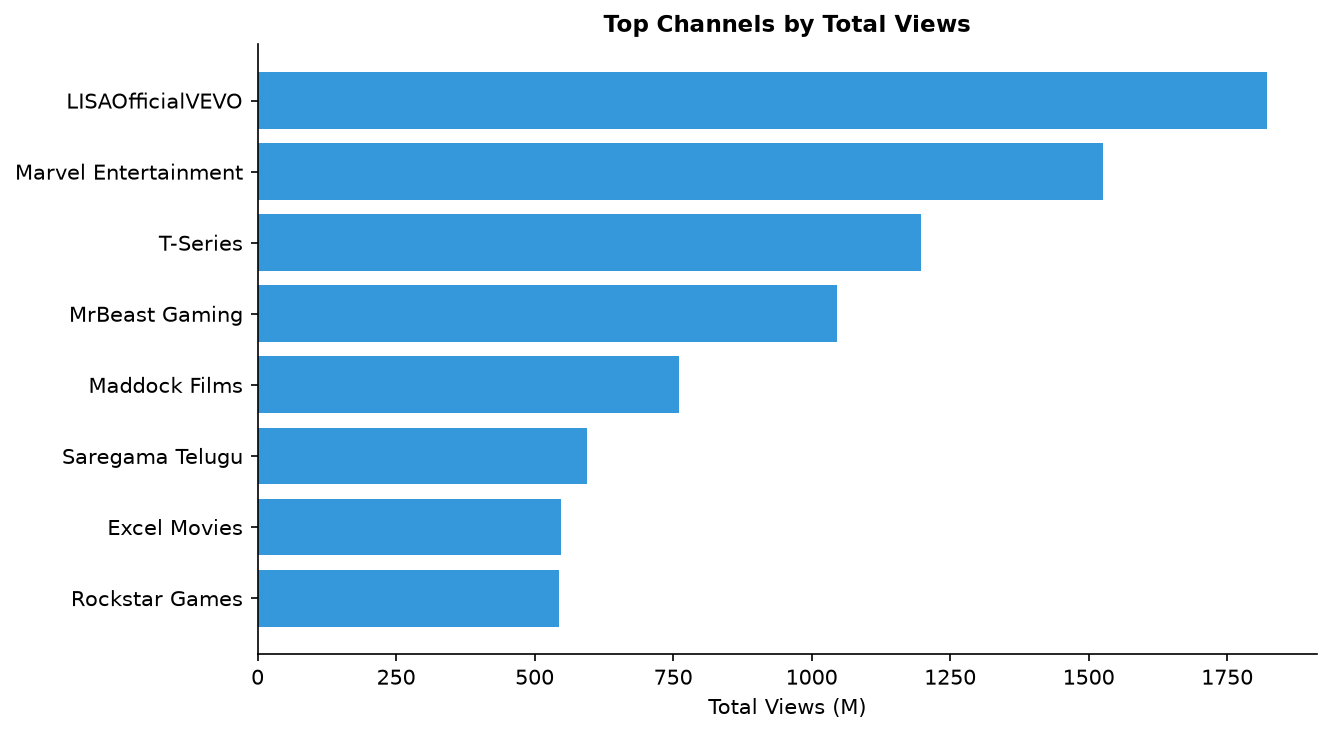 Top Channels by Total Views
LISAOfficialVEVO
Marvel Entertainment
T-Series
MrBeast Gaming
Maddock Films
Saregama Telugu
Excel Movies
Rockstar Games
0 250 500 750 1000 1250 1500 1750
Total Views (M)